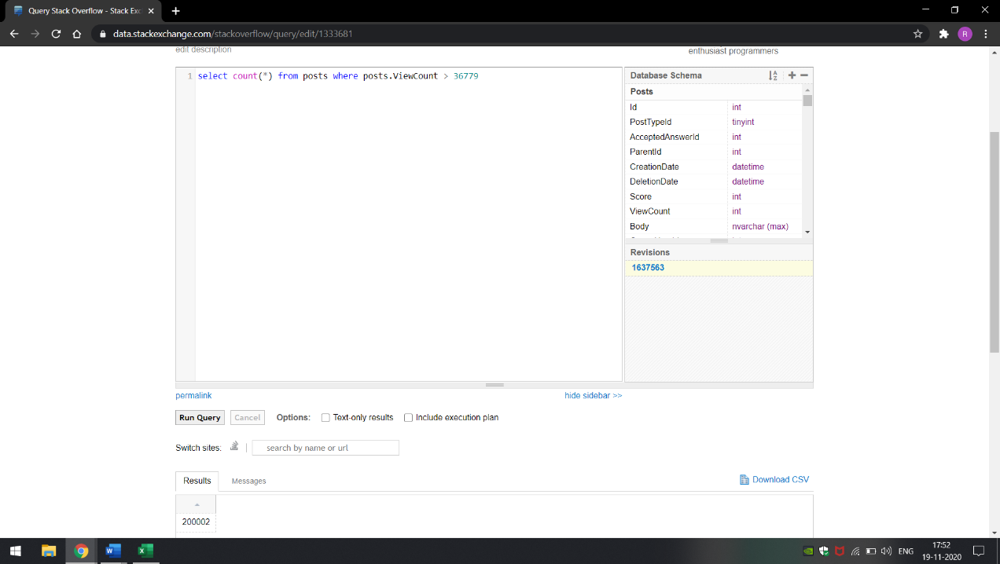 Query Stack Overflow - Stack Exc
data.stackexchange.com/stackoverflow/query/edit/1333681
R
edit description
enthusiast programmers
1 select count(*) from posts where posts.ViewCount > 36779
Database Schema
Posts
Id int
PostTypeId tinyint
AcceptedAnswerId int
ParentId int
CreationDate datetime
DeletionDate datetime
Score int
ViewCount int
Body nvarchar (max)
Revisions
1637563
permalink
hide sidebar >>
Run Query Cancel Options: Text-only results Include execution plan
Switch sites: search by name or url
Results Messages
Download CSV
200002
ENG
17:52
19-11-2020